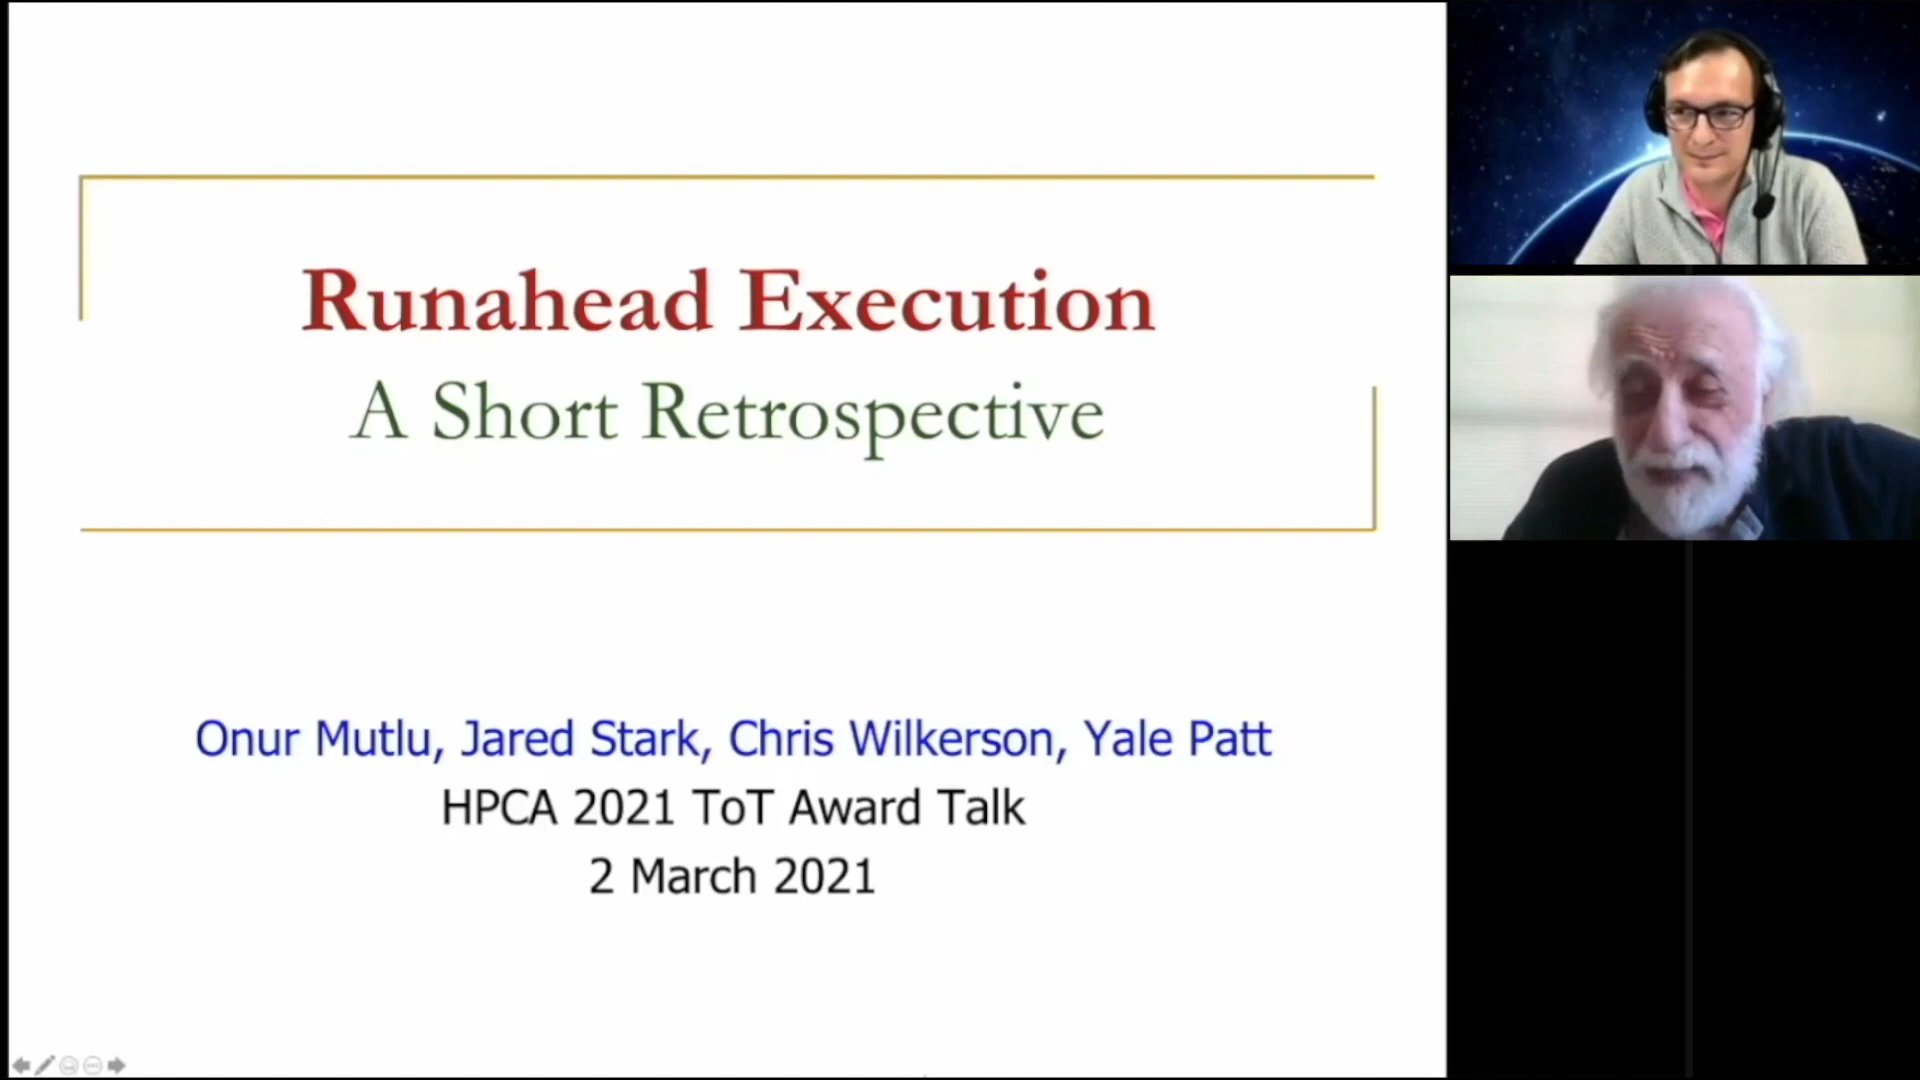 Runahead Execution
A Short Retrospective
Onur Mutlu, Jared Stark, Chris Wilkerson, Yale Patt
HPCA 2021 ToT Award Talk
2 March 2021